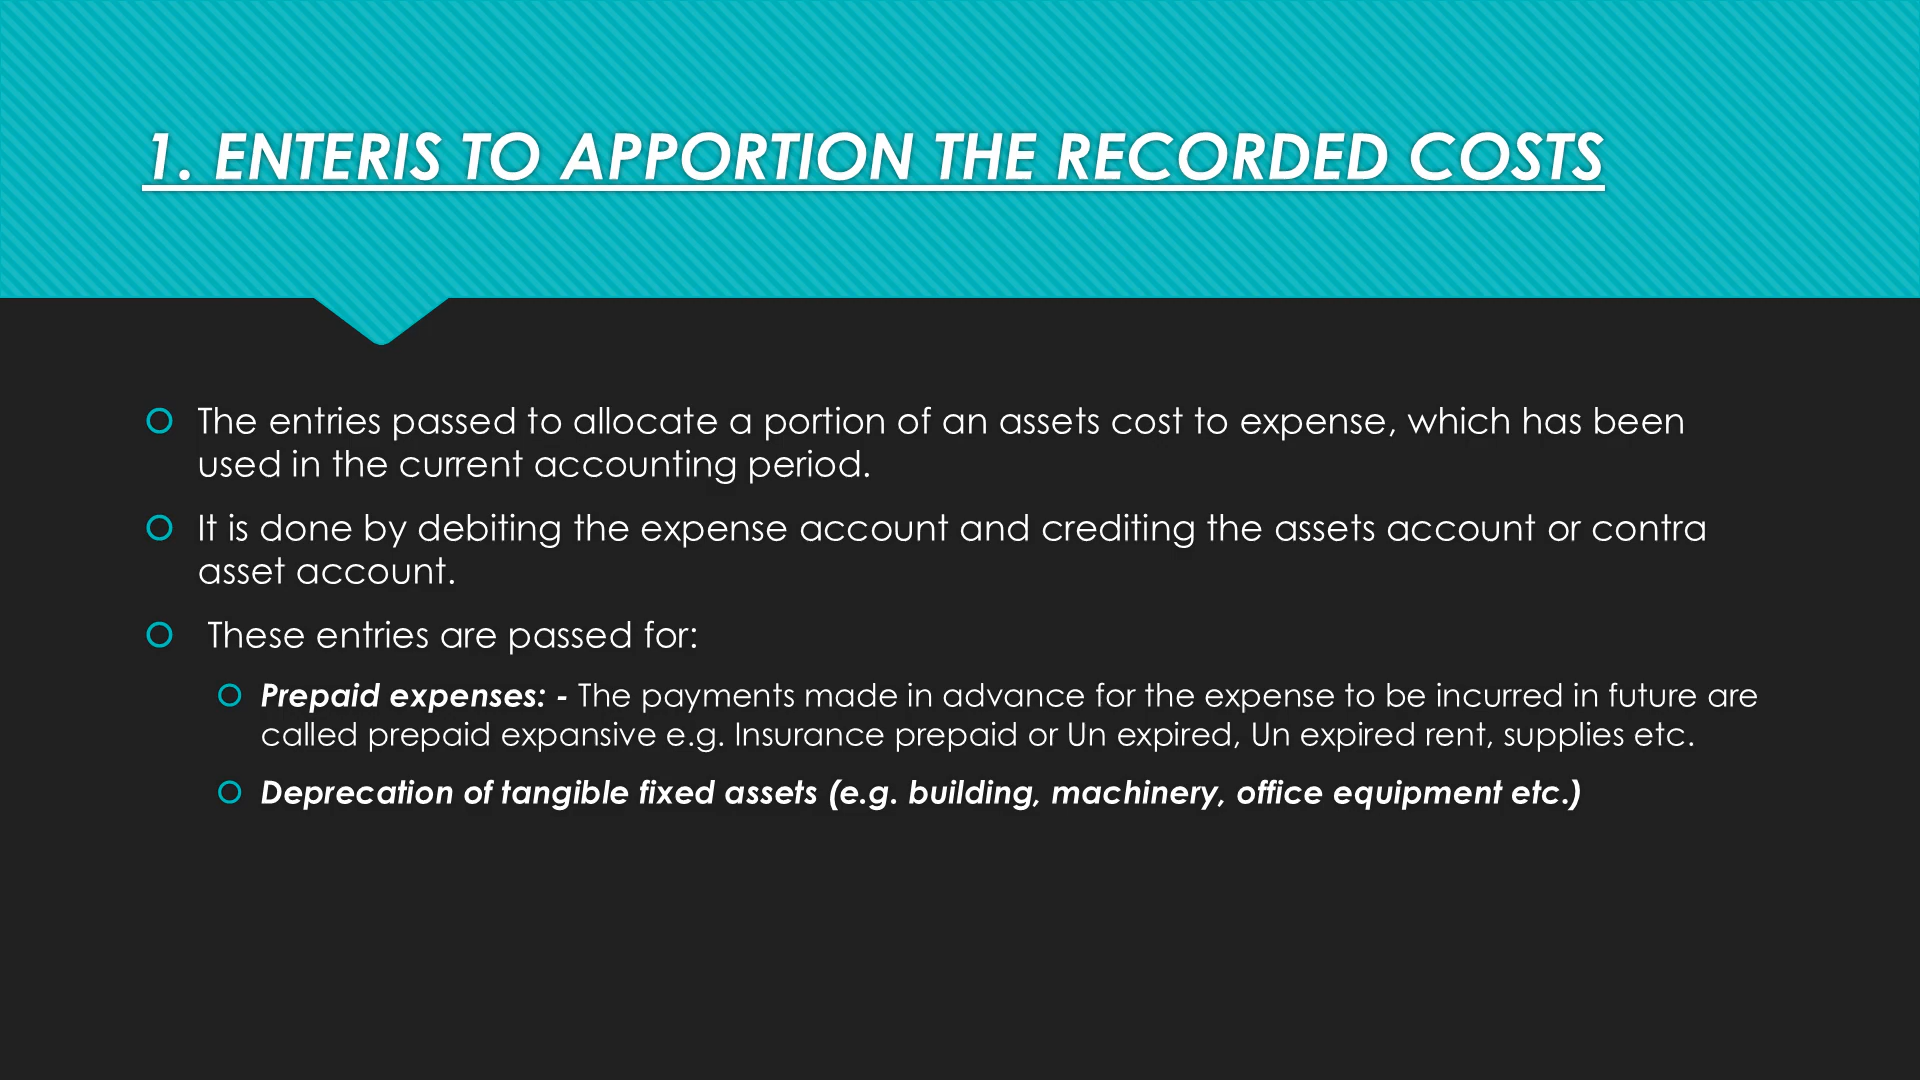 1. ENTERIS TO APPORTION THE RECORDED COSTS
The entries passed to allocate a portion of an assets cost to expense, which has been
used in the current accounting period.
It is done by debiting the expense account and crediting the assets account or contra
asset account.
These entries are passed for:
Prepaid expenses: - The payments made in advance for the expense to be incurred in future are
called prepaid expansive e.g. Insurance prepaid or Un expired, Un expired rent, supplies etc.
Deprecation of tangible fixed assets (e.g. building, machinery, office equipment etc.)